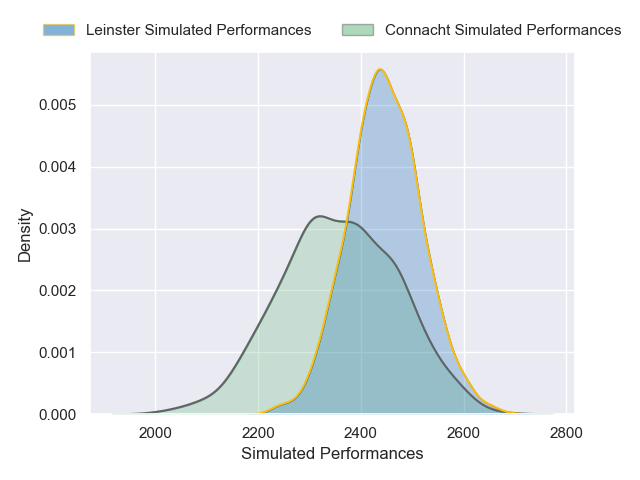 Leinster Simulated Performances
Connacht Simulated Performances
0.005
0.004
0.003
0.002
0.001
0.000
Density
2000 2200 2400 2600 2800
Simulated Performances